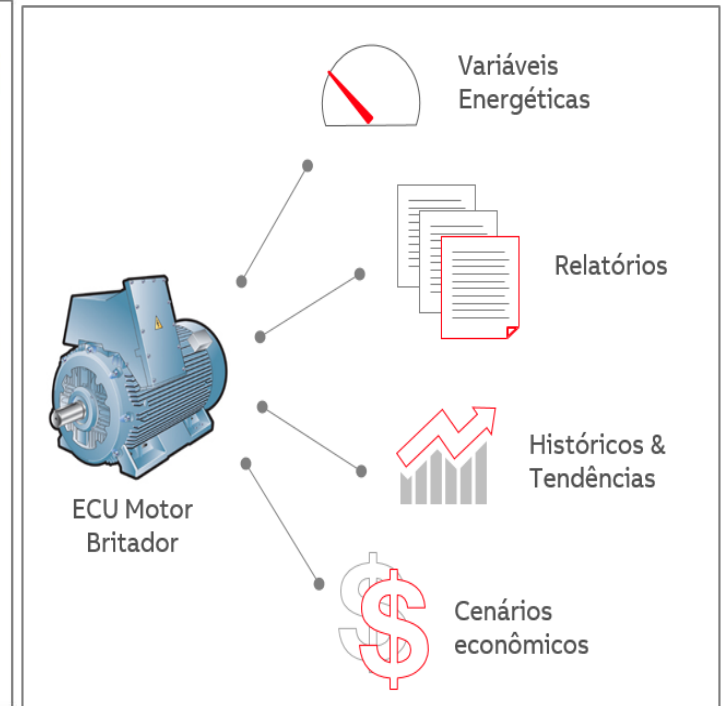 Variáveis
Energéticas
Relatórios
Históricos &
Tendências
ECU Motor
Britador
Cenários
econômicos